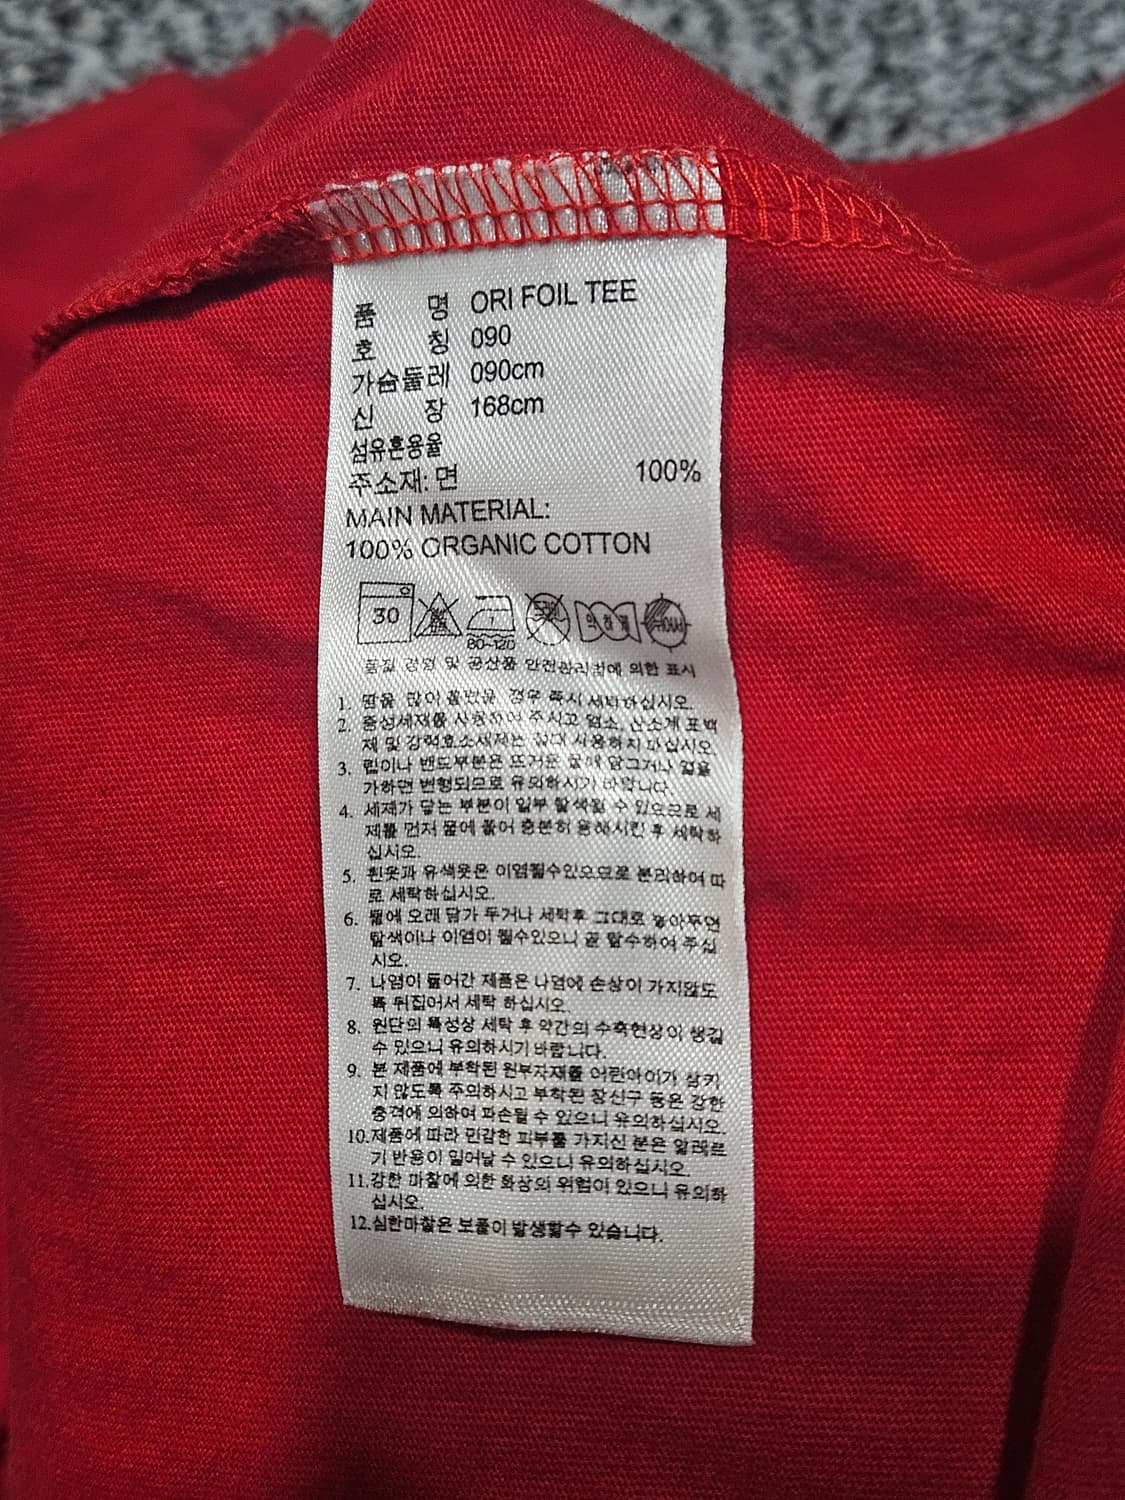 품 명 ORI FOIL TEE
호 칭 090
가슴둘레 090cm
신 장 168cm
섬유혼용율
주소재: 면 100%
MAIN MATERIAL:
100% ORGANIC COTTON
30
80~120
품질 경영 및 공산품 안전관리법에 의한 표시
1. 땀을 많이 흘렸을 경우 즉시 세탁하십시오.
2. 중성세제를 사용하여 주시고 염소, 산소계 표백
제 및 강력효소세제는 절대 사용하지 마십시오
3. 립이나 밴드부분은 뜨거운 물에 담그거나 열을
가하면 변형되므로 유의하시기 바랍니다.
4. 세제가 닿는 부분이 일부 탈색될 수 있으므로 세
제를 먼저 물에 풀어 충분히 용해시킨 후 세탁하
십시오.
5. 흰옷과 유색옷은 이염될수있으므로 분리하여 따
로 세탁하십시오.
6. 물에 오래 담가 두거나 세탁후 그대로 놓아두면
탈색이나 이염이 될수있으니 곧 탈수하여 주십
시오.
7. 나염이 들어간 제품은 나염에 손상이 가지않도
록 뒤집어서 세탁 하십시오.
8. 원단의 특성상 세탁 후 약간의 수축현상이 생길
수 있으니 유의하시기 바랍니다.
9. 본 제품에 부착된 원부자재를 어린아이가 삼키
지 않도록 주의하시고 부착된 장신구 등은 강한
충격에 의하여 파손될 수 있으니 유의하십시오.
10.제품에 따라 민감한 피부를 가지신 분은 알레르
기 반응이 일어날 수 있으니 유의하십시오.
11.강한 마찰에 의한 화상의 위험이 있으니 유의하
십시오.
12.심한마찰은 보풀이 발생할수 있습니다.